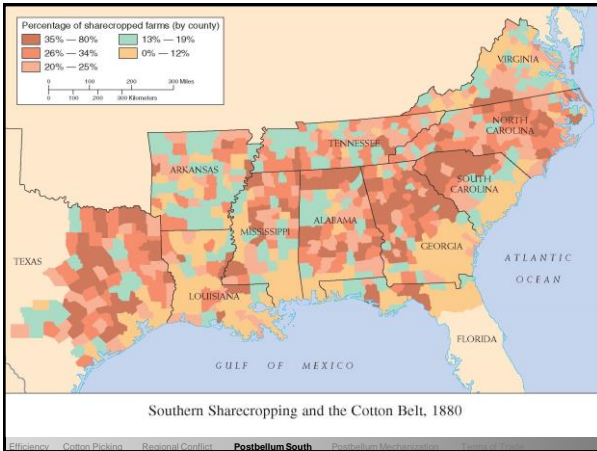 Percentage of sharecropped farms (by county)
35% — 80%
26% — 34%
20% — 25%
13% — 19%
0% — 12%
0 100 200 300 Miles
0 100 200 300 Kilometers
VIRGINIA
NORTH
CAROLINA
TENNESSEE
ARKANSAS
SOUTH
CAROLINA
MISSISSIPPI
ALABAMA
GEORGIA
TEXAS
LOUISIANA
ATLANTIC
OCEAN
FLORIDA
GULF OF MEXICO
Southern Sharecropping and the Cotton Belt, 1880
Efficiency Cotton Picking Regional Conflict Postbellum South Postbellum Mechanization Terms of Trade